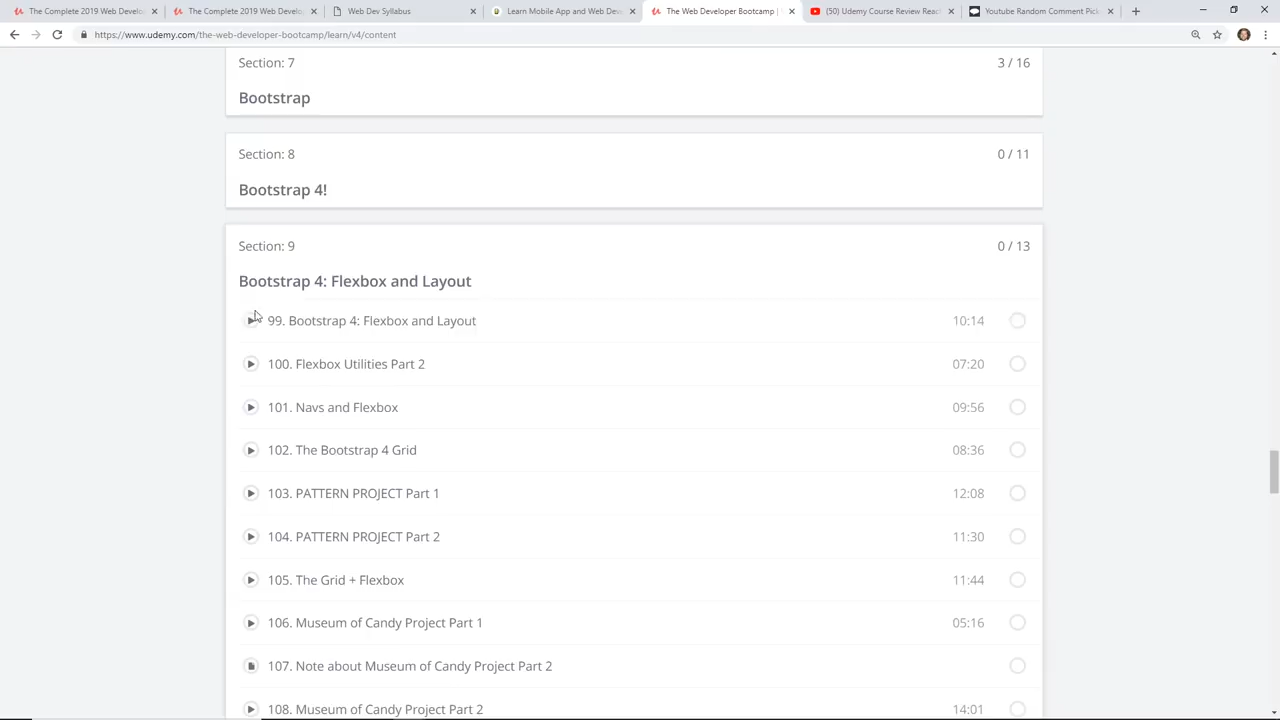 The Complete 2019 Web Develo
The Complete 2019 Web Develo
Web Dev Syllabus
Learn Mobile App and Web Dev
The Web Developer Bootcamp |
(50) Udemy Course Review Reac
Youtube Random Comment Pick
https://www.udemy.com/the-web-developer-bootcamp/learn/v4/content
Section: 7
3 / 16
Bootstrap
Section: 8
0 / 11
Bootstrap 4!
Section: 9
0 / 13
Bootstrap 4: Flexbox and Layout
99. Bootstrap 4: Flexbox and Layout
10:14
100. Flexbox Utilities Part 2
07:20
101. Navs and Flexbox
09:56
102. The Bootstrap 4 Grid
08:36
103. PATTERN PROJECT Part 1
12:08
104. PATTERN PROJECT Part 2
11:30
105. The Grid + Flexbox
11:44
106. Museum of Candy Project Part 1
05:16
107. Note about Museum of Candy Project Part 2
108. Museum of Candy Project Part 2
14:01